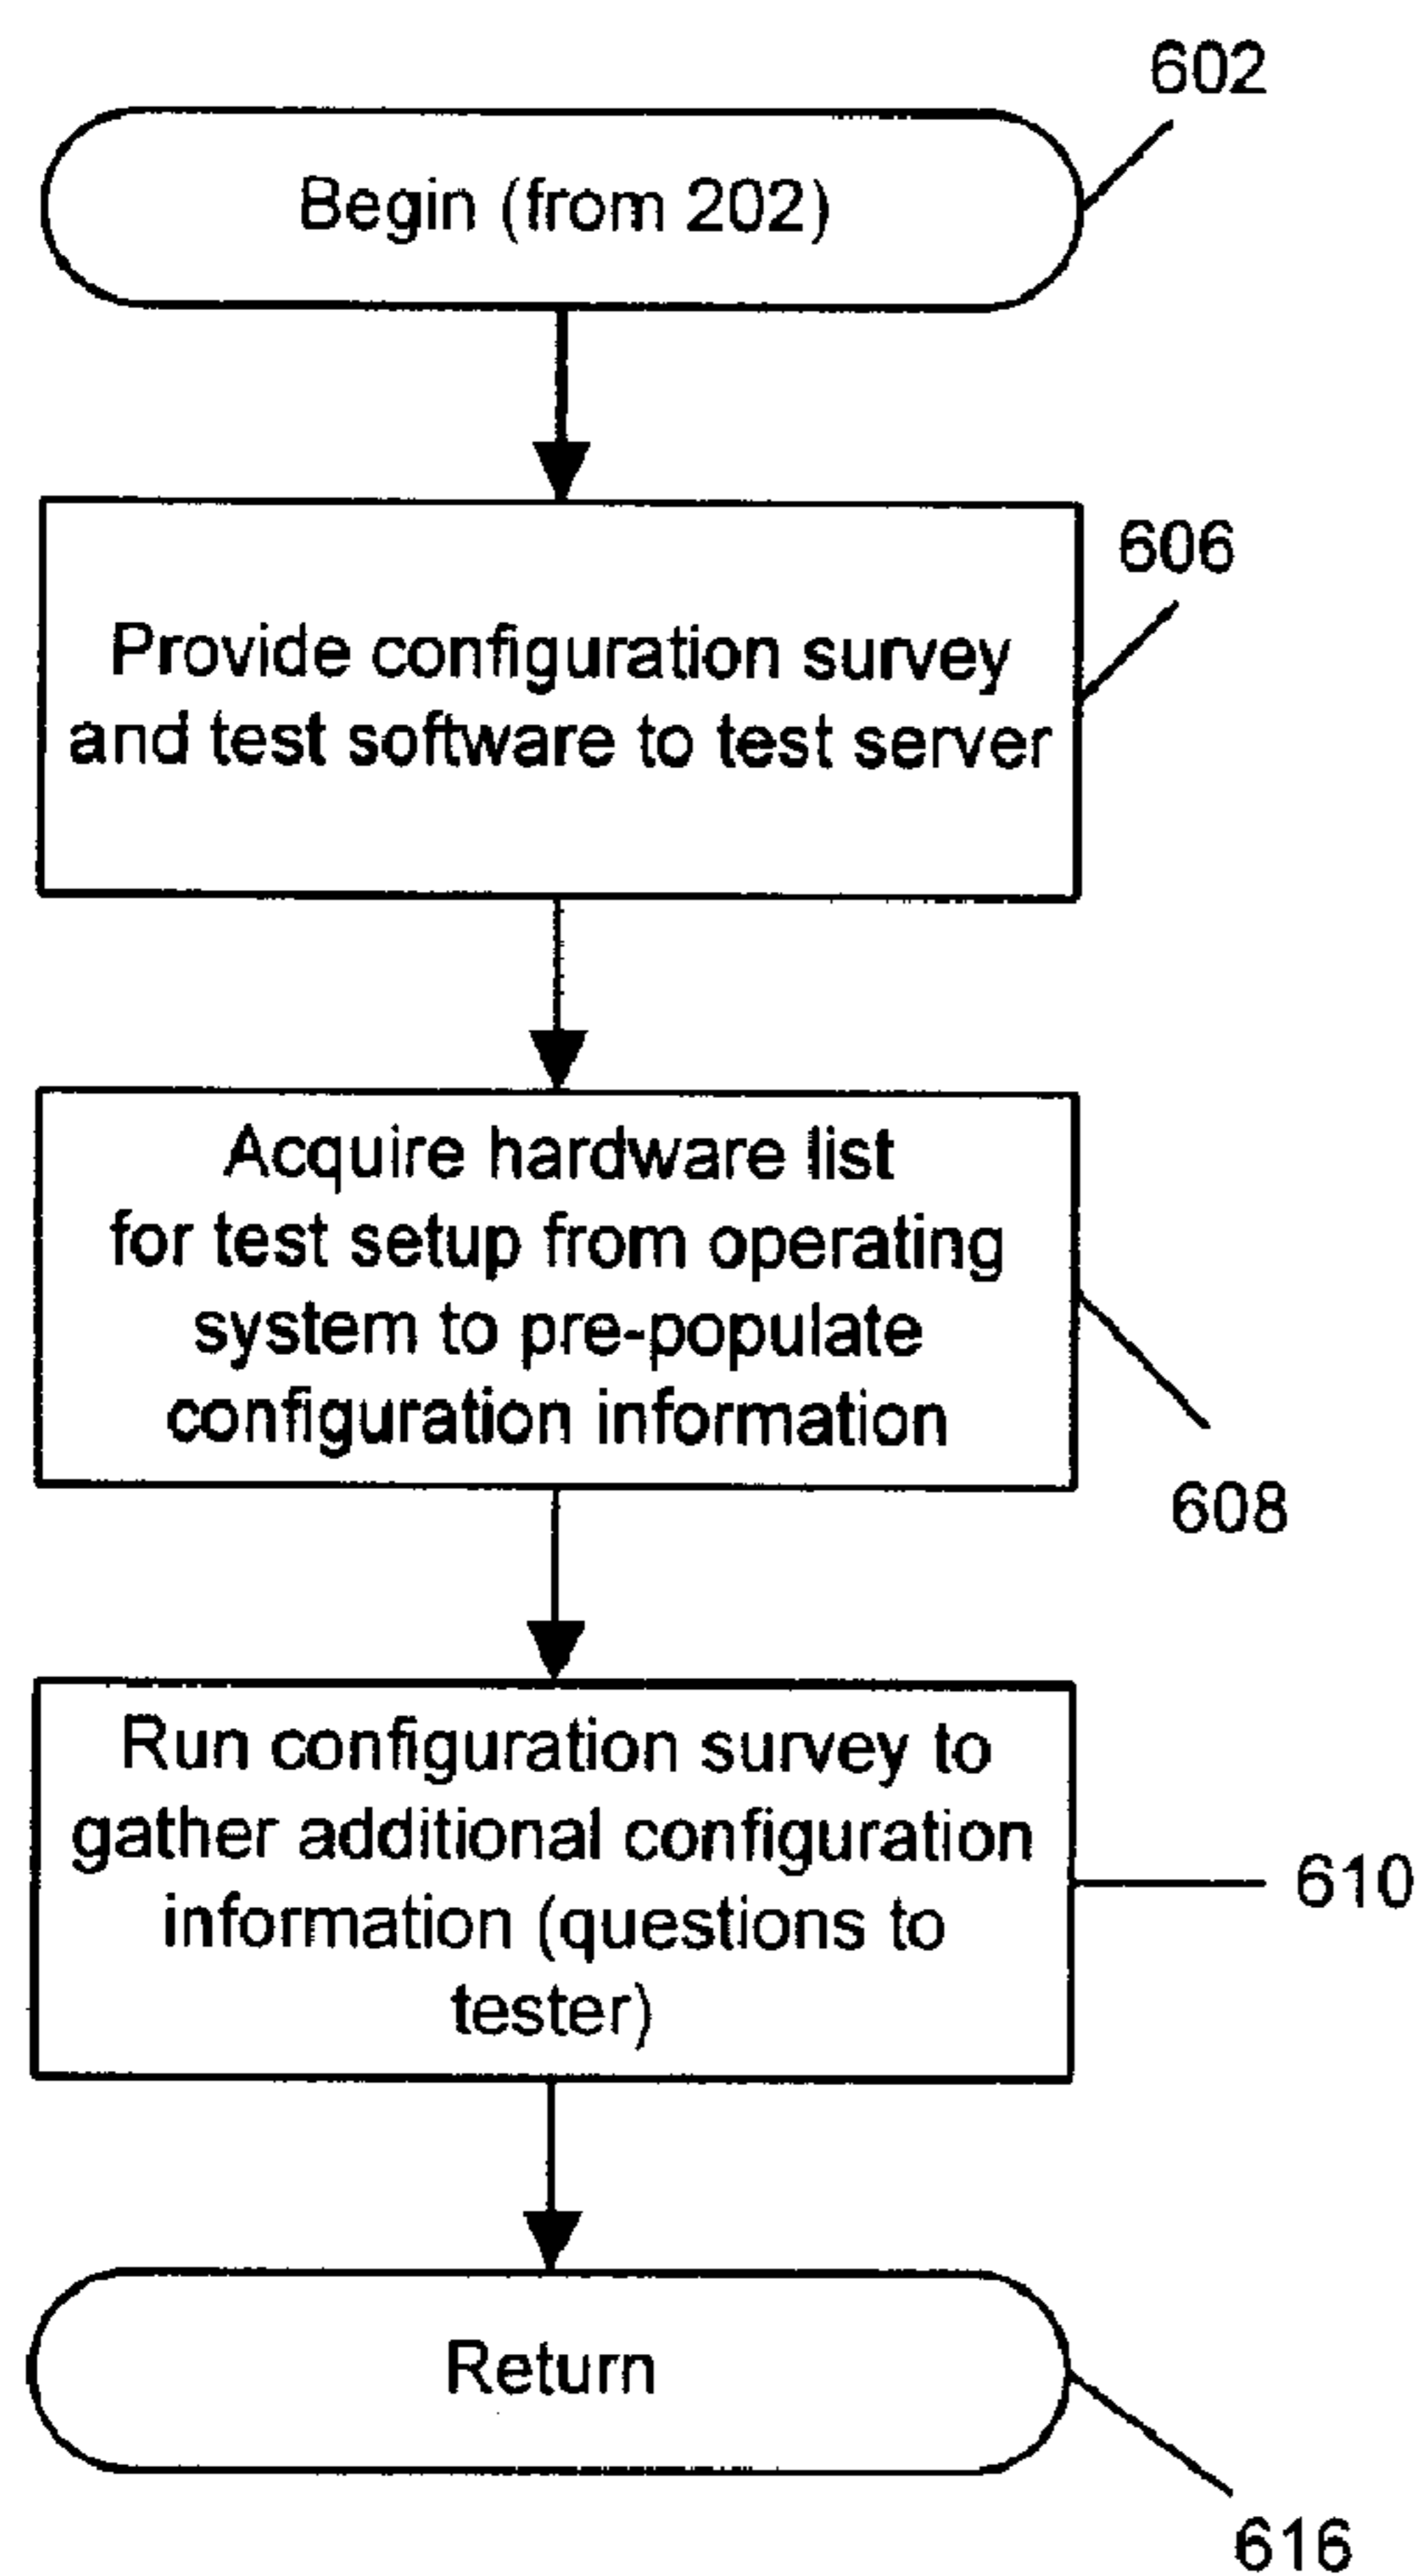 602
Begin (from 202)
606
Provide configuration survey
and test software to test server
Acquire hardware list
for test setup from operating
system to pre-populate
configuration information
608
Run configuration survey to
gather additional configuration
information (questions to
tester)
610
Return
616